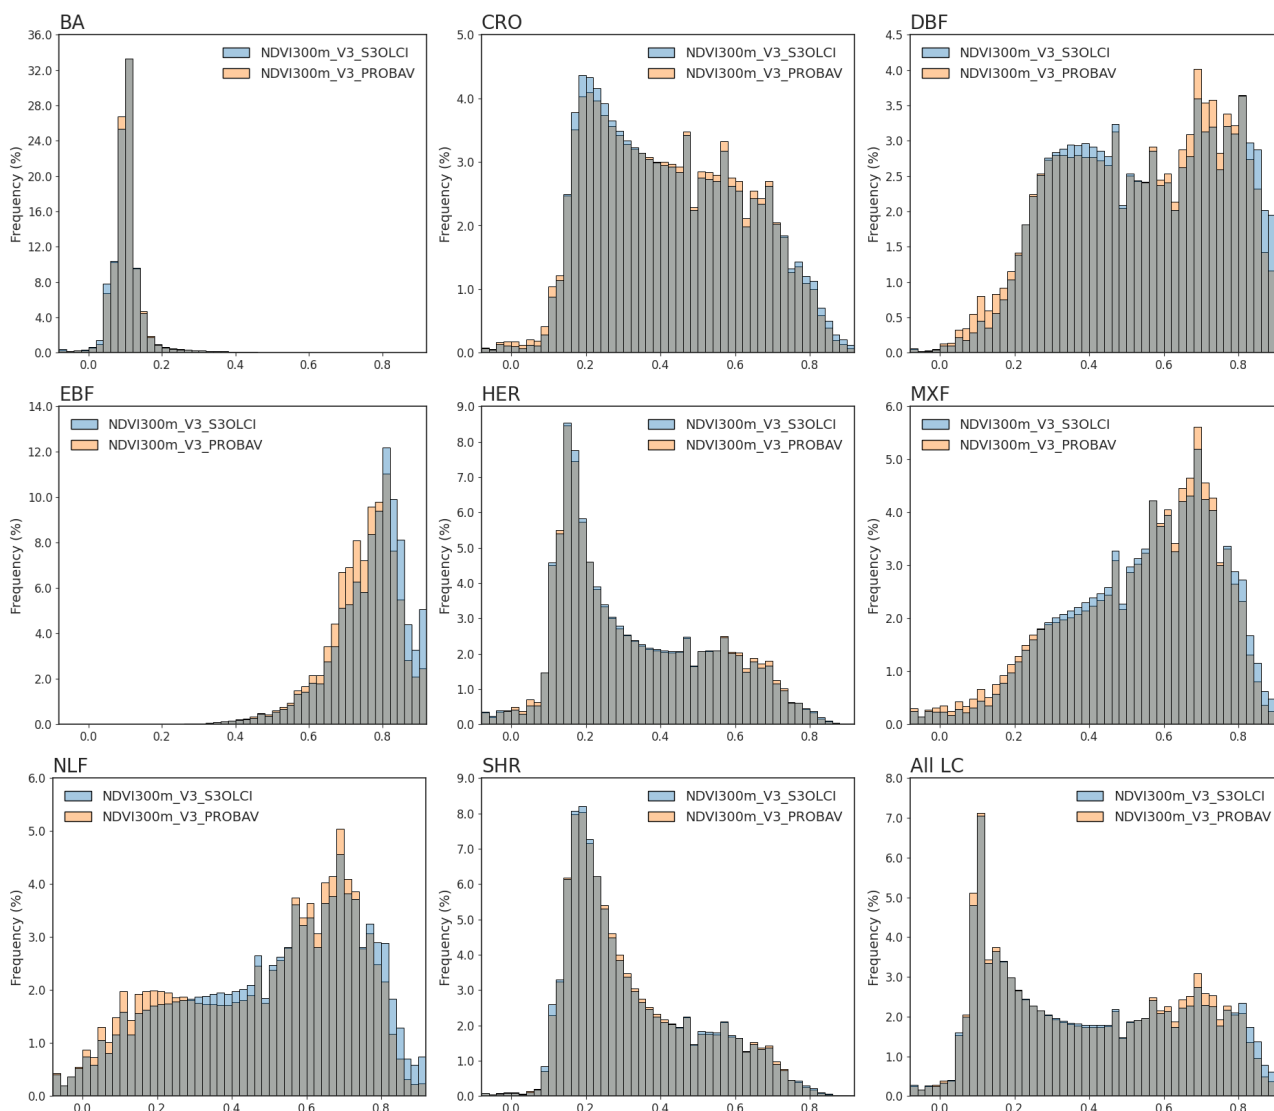 BA
NDVI300m_V3_S3OLCI
NDVI300m_V3_PROBAV
Frequency (%)
36.0
32.0
28.0
24.0
20.0
16.0
12.0
8.0
4.0
0.0
0.0 0.2 0.4 0.6 0.8
CRO
NDVI300m_V3_S3OLCI
NDVI300m_V3_PROBAV
Frequency (%)
5.0
4.0
3.0
2.0
1.0
0.0
0.0 0.2 0.4 0.6 0.8
DBF
NDVI300m_V3_S3OLCI
NDVI300m_V3_PROBAV
Frequency (%)
4.5
4.0
3.5
3.0
2.5
2.0
1.5
1.0
0.5
0.0
0.0 0.2 0.4 0.6 0.8
EBF
NDVI300m_V3_S3OLCI
NDVI300m_V3_PROBAV
Frequency (%)
14.0
12.0
10.0
8.0
6.0
4.0
2.0
0.0
0.0 0.2 0.4 0.6 0.8
HER
NDVI300m_V3_S3OLCI
NDVI300m_V3_PROBAV
Frequency (%)
9.0
8.0
7.0
6.0
5.0
4.0
3.0
2.0
1.0
0.0
0.0 0.2 0.4 0.6 0.8
MXF
NDVI300m_V3_S3OLCI
NDVI300m_V3_PROBAV
Frequency (%)
6.0
5.0
4.0
3.0
2.0
1.0
0.0
0.0 0.2 0.4 0.6 0.8
NLF
NDVI300m_V3_S3OLCI
NDVI300m_V3_PROBAV
Frequency (%)
6.0
5.0
4.0
3.0
2.0
1.0
0.0
0.0 0.2 0.4 0.6 0.8
SHR
NDVI300m_V3_S3OLCI
NDVI300m_V3_PROBAV
Frequency (%)
9.0
8.0
7.0
6.0
5.0
4.0
3.0
2.0
1.0
0.0
0.0 0.2 0.4 0.6 0.8
All LC
NDVI300m_V3_S3OLCI
NDVI300m_V3_PROBAV
Frequency (%)
8.0
7.0
6.0
5.0
4.0
3.0
2.0
1.0
0.0
0.0 0.2 0.4 0.6 0.8